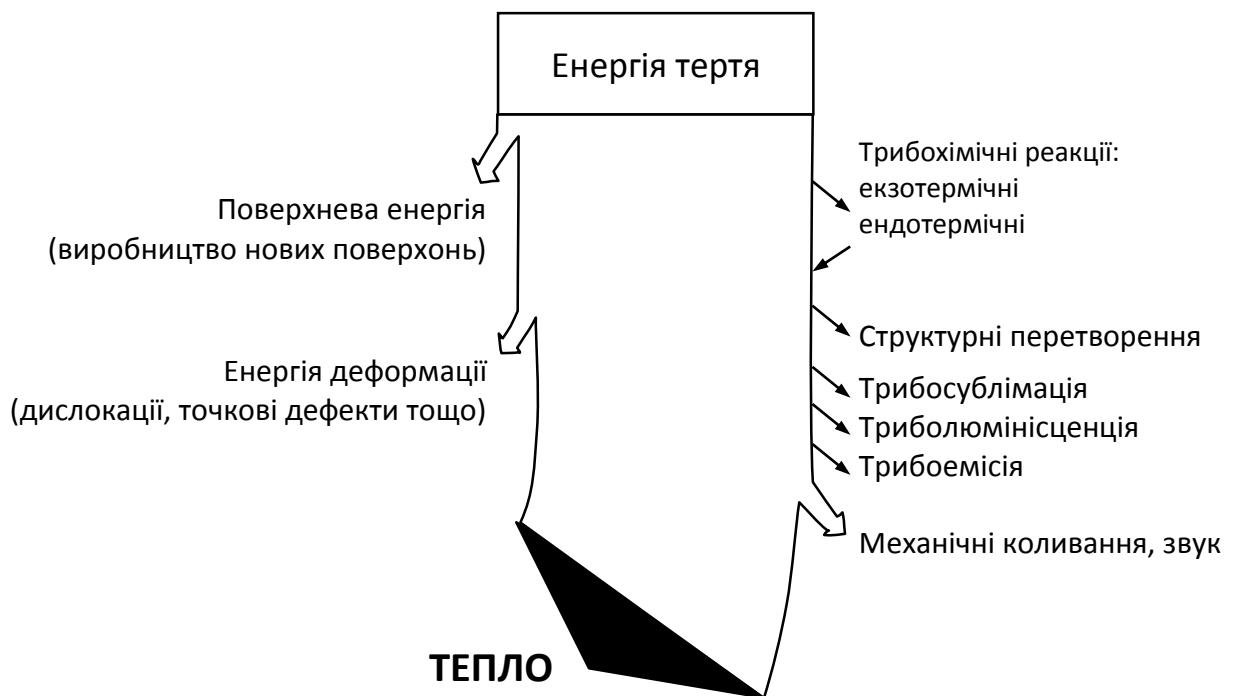 Енергія тертя
Поверхнева енергія
(виробництво нових поверхонь)
Енергія деформації
(дислокації, точкові дефекти тощо)
Трибохімічні реакції:
екзотермічні
ендотермічні
Структурні перетворення
Трибосублімація
Триболюмінісценція
Трибоемісія
Механічні коливання, звук
ТЕПЛО